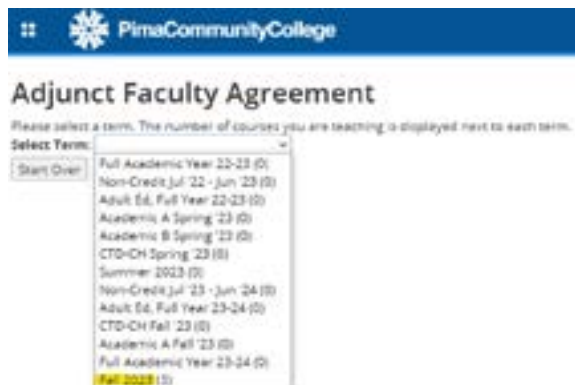 PimaCommunityCollege
Adjunct Faculty Agreement
Please select a term. The number of courses you are teaching is displayed next to each term.
Select Term:
Start Over
Full Academic Year 22-23 (0)
Non-Credit Jul '22 - Jun '23 (0)
Adult Ed, Full Year 22-23 (0)
Academic A Spring '23 (0)
Academic B Spring '23 (0)
CTD-CH Spring '23 (0)
Summer 2023 (0)
Non-Credit Jul '23 - Jun '24 (0)
Adult Ed, Full Year 23-24 (0)
CTD-CH Fall '23 (0)
Academic A Fall '23 (0)
Full Academic Year 23-24 (0)
Fall 2023